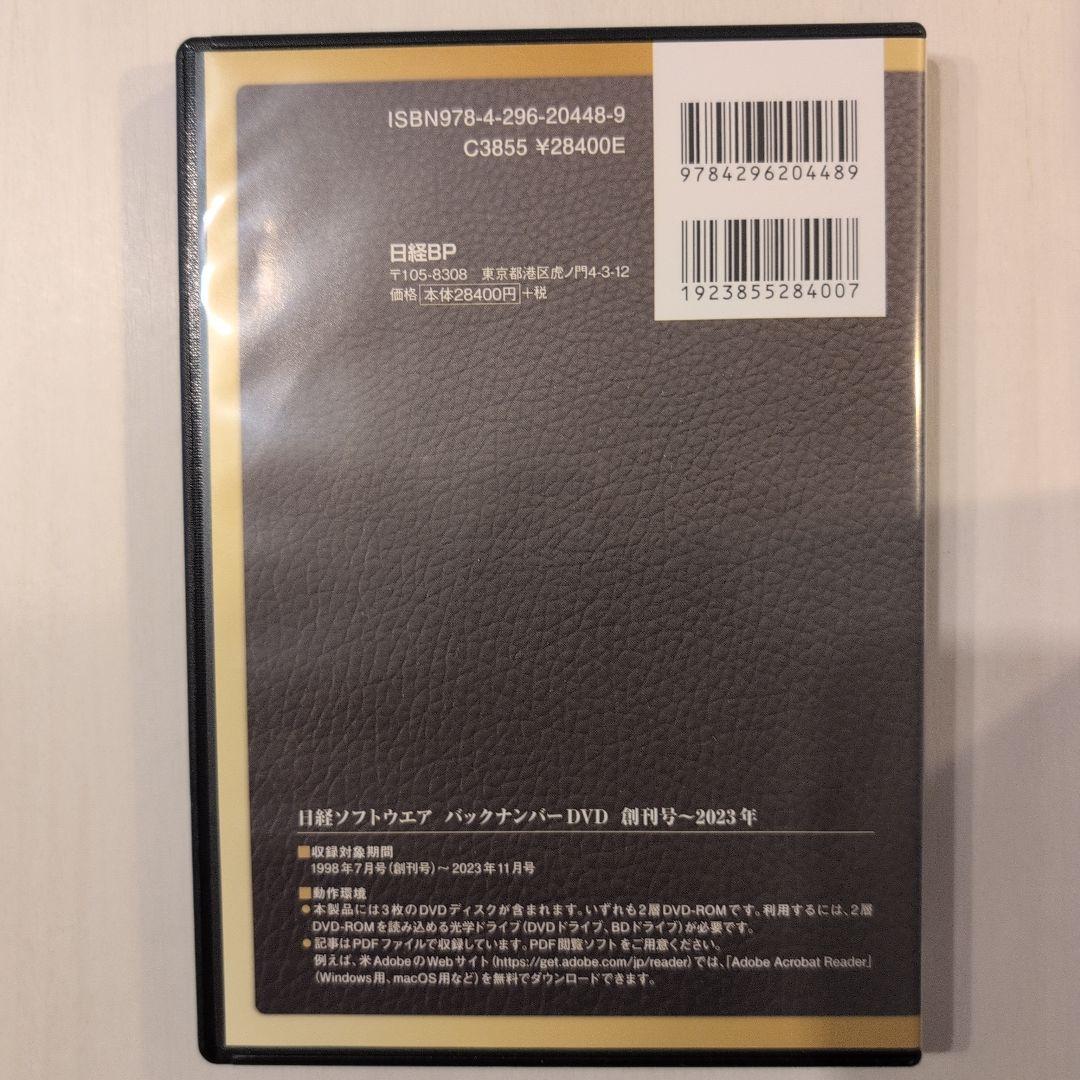 ISBN978-4-296-20448-9
C3855 ¥28400E
9784296204489
1923855284007
日経BP
〒105-8308 東京都港区虎ノ門4-3-12
価格 本体28400円 +税
日経ソフトウエア バックナンバーDVD 創刊号〜2023年
■収録対象期間
1998年7月号(創刊号)〜2023年11月号
■動作環境
●本製品には3枚のDVDディスクが含まれます。いずれも2層DVD-ROMです。利用するには、2層
DVD-ROMを読み込める光学ドライブ(DVDドライブ、BDドライブ)が必要です。
●記事はPDFファイルで収録しています。PDF閲覧ソフトをご用意ください。
例えば、米AdobeのWebサイト(https://get.adobe.com/jp/reader)では、「Adobe Acrobat Reader」
(Windows用、macOS用など)を無料でダウンロードできます。